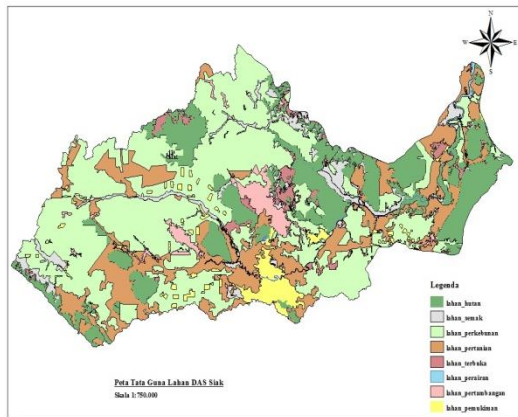 N
W E
S
Legenda
lahan_hutan
lahan_semak
lahan_perkebunan
lahan_pertanian
lahan_terbuka
lahan_perairan
lahan_pertambangan
lahan_pemukiman
Peta Tata Guna Lahan DAS Siak
Skala 1:750.000